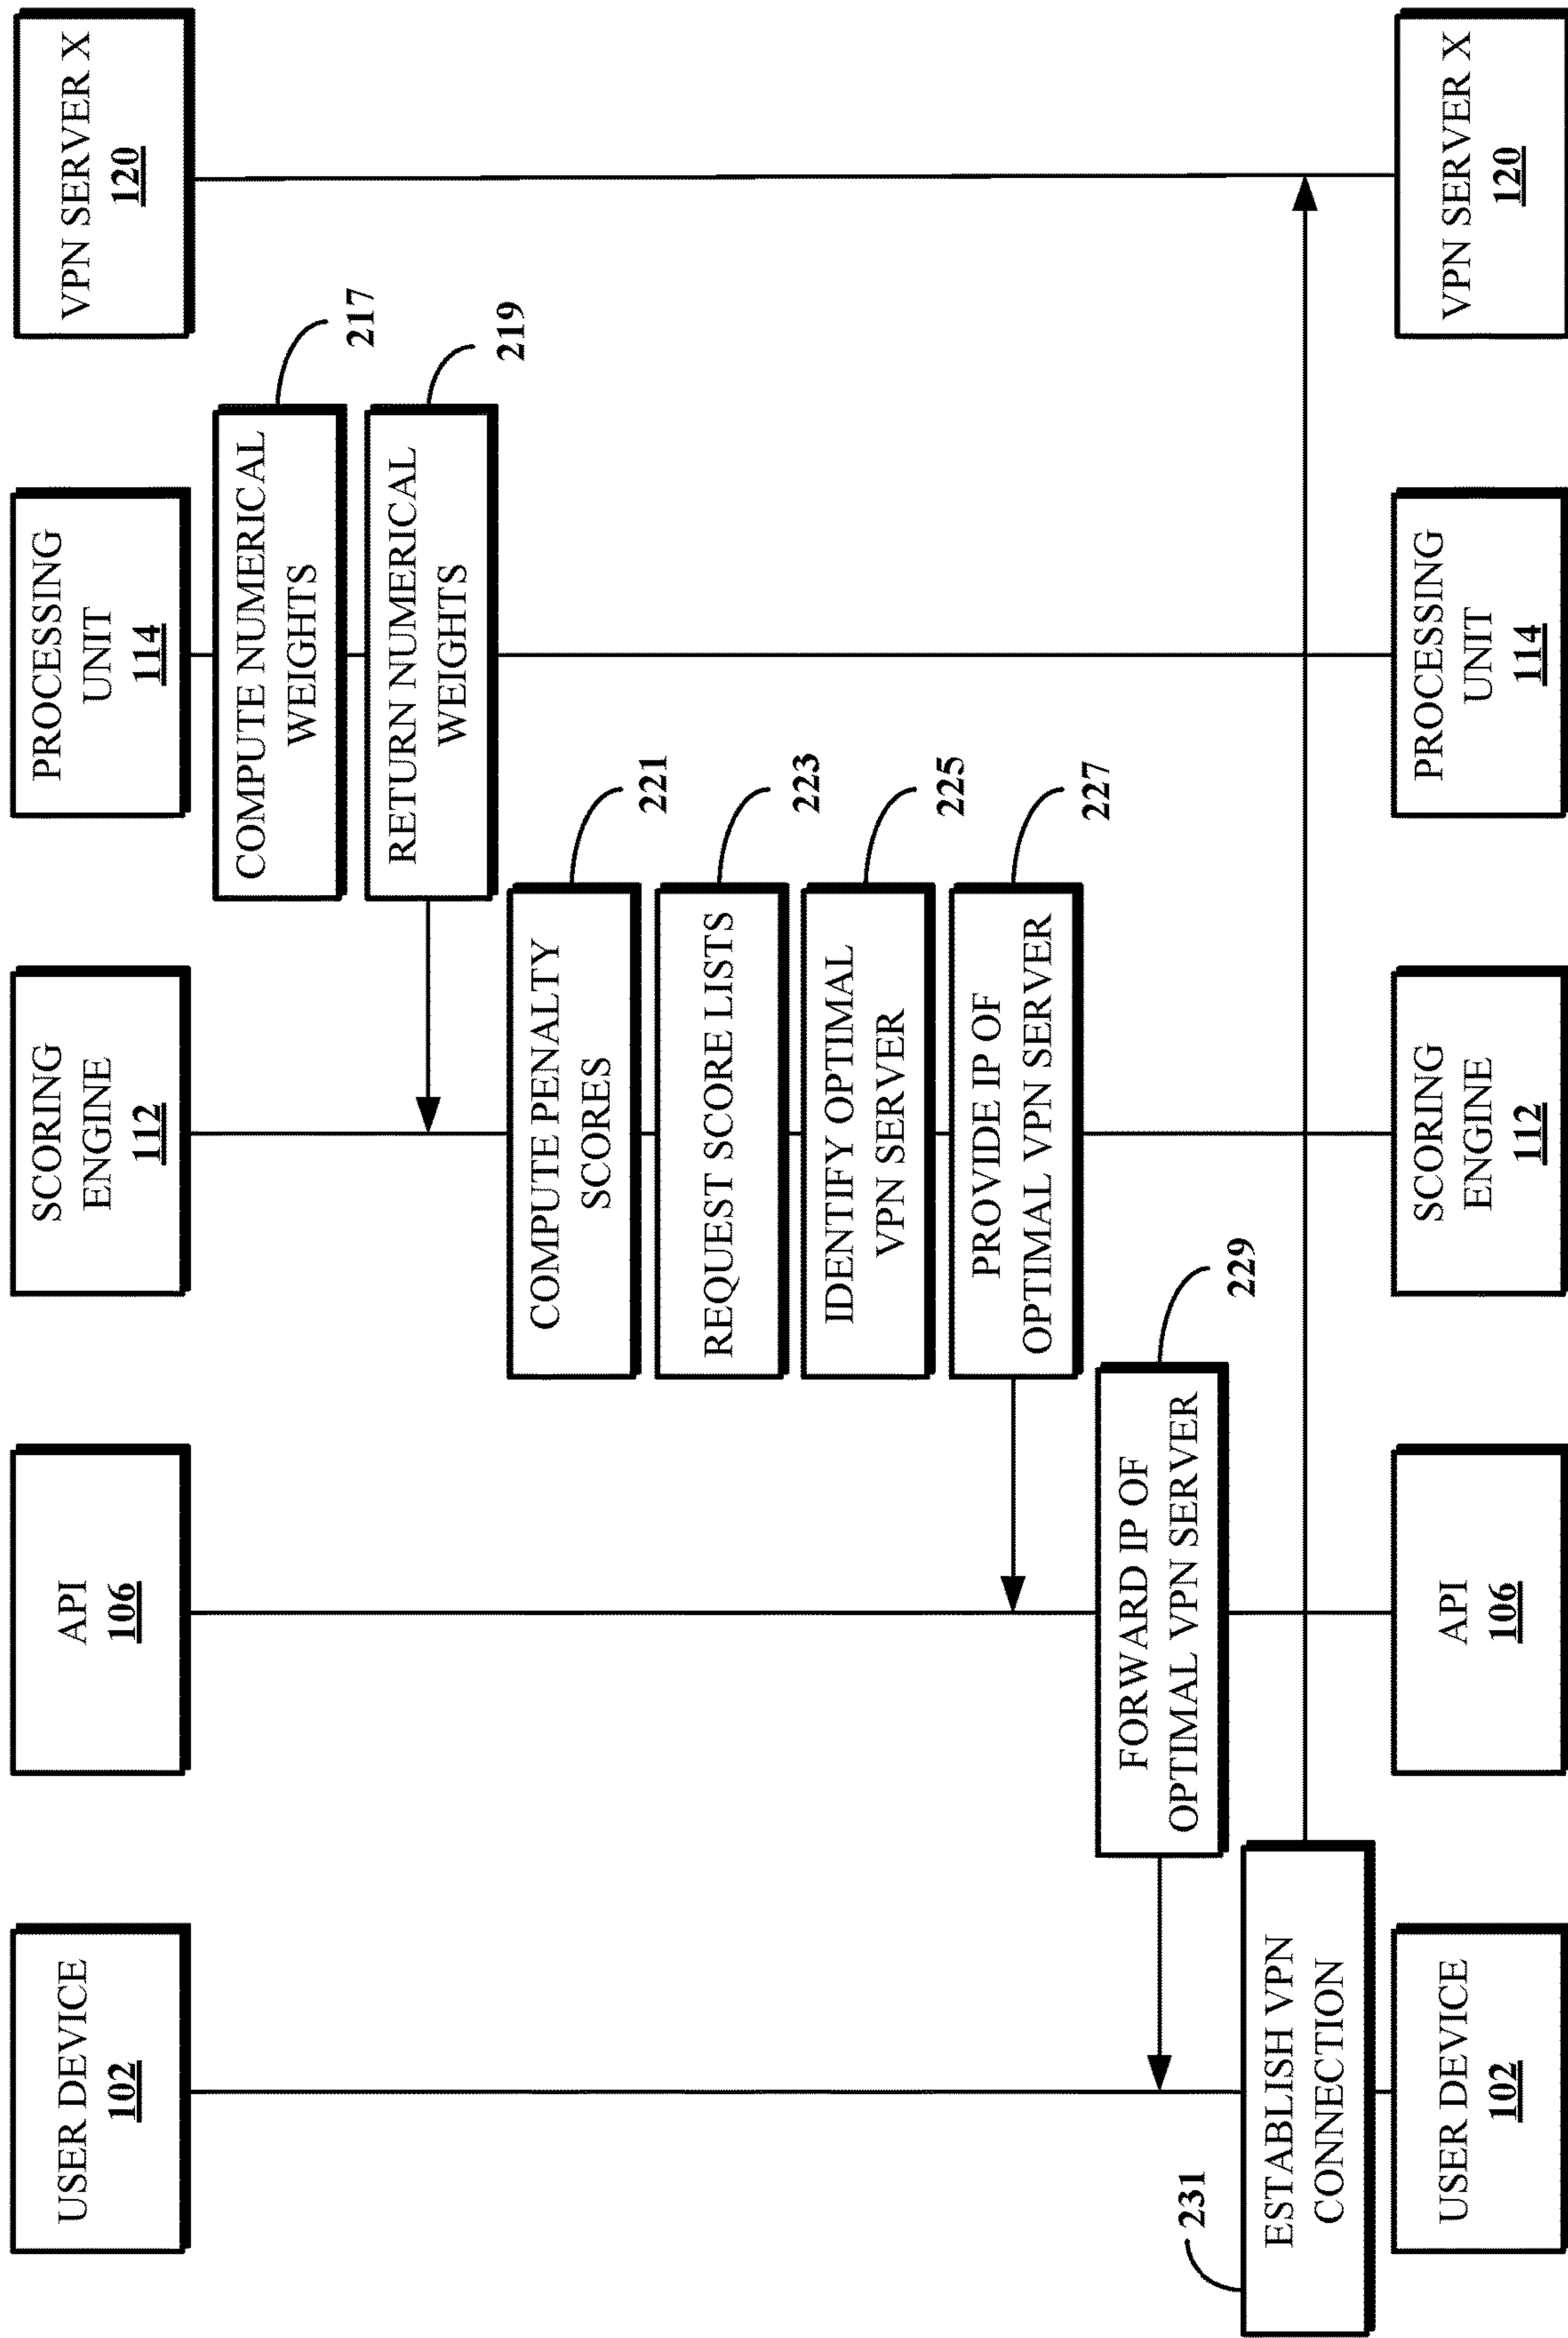 USER DEVICE
102
API
106
SCORING
ENGINE
112
PROCESSING
UNIT
114
VPN SERVER X
120
COMPUTE NUMERICAL
WEIGHTS
217
RETURN NUMERICAL
WEIGHTS
219
COMPUTE PENALTY
SCORES
221
REQUEST SCORE LISTS
223
IDENTIFY OPTIMAL
VPN SERVER
225
PROVIDE IP OF
OPTIMAL VPN SERVER
227
FORWARD IP OF
OPTIMAL VPN SERVER
229
231
ESTABLISH VPN
CONNECTION
USER DEVICE
102
API
106
SCORING
ENGINE
112
PROCESSING
UNIT
114
VPN SERVER X
120